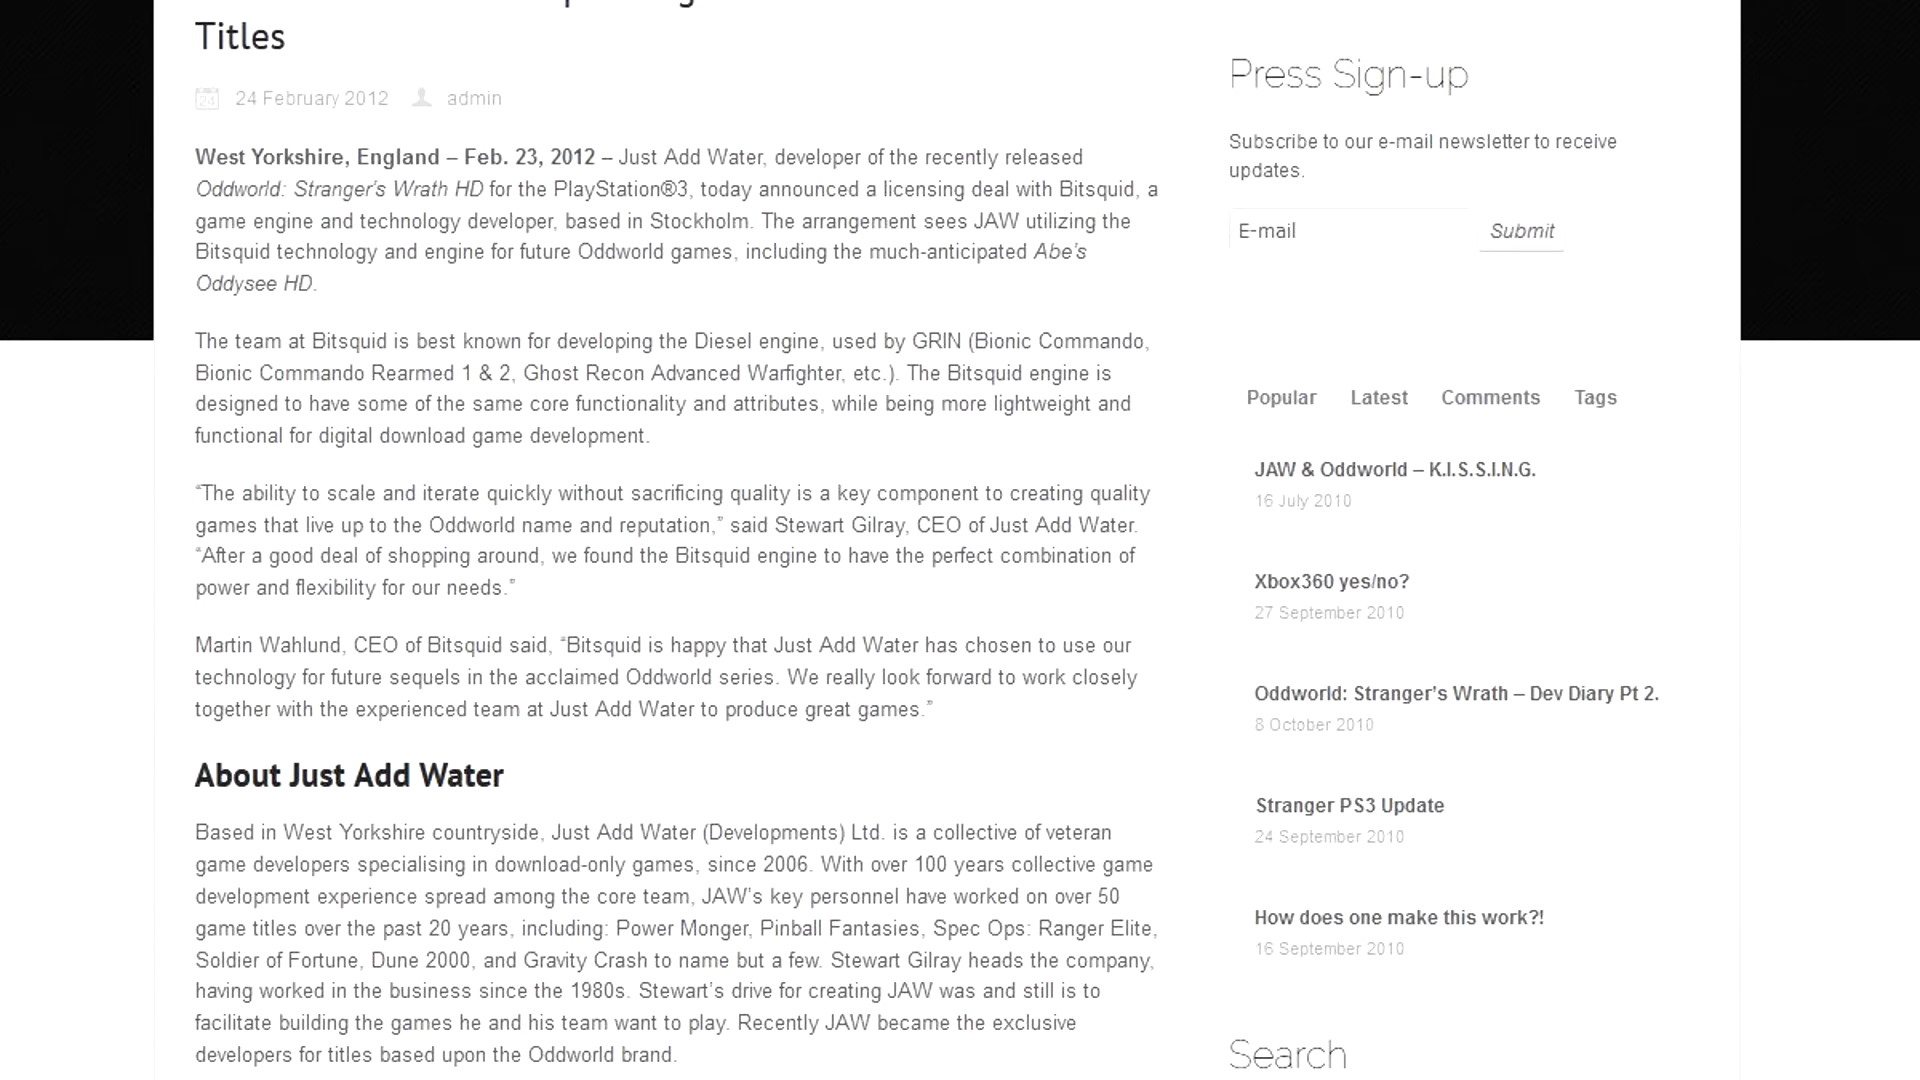 Titles
24 February 2012 admin
West Yorkshire, England – Feb. 23, 2012 – Just Add Water, developer of the recently released
Oddworld: Stranger’s Wrath HD for the PlayStation®3, today announced a licensing deal with Bitsquid, a
game engine and technology developer, based in Stockholm. The arrangement sees JAW utilizing the
Bitsquid technology and engine for future Oddworld games, including the much-anticipated Abe’s
Oddysee HD.
The team at Bitsquid is best known for developing the Diesel engine, used by GRIN (Bionic Commando,
Bionic Commando Rearmed 1 & 2, Ghost Recon Advanced Warfighter, etc.). The Bitsquid engine is
designed to have some of the same core functionality and attributes, while being more lightweight and
functional for digital download game development.
“The ability to scale and iterate quickly without sacrificing quality is a key component to creating quality
games that live up to the Oddworld name and reputation,” said Stewart Gilray, CEO of Just Add Water.
“After a good deal of shopping around, we found the Bitsquid engine to have the perfect combination of
power and flexibility for our needs.”
Martin Wahlund, CEO of Bitsquid said, “Bitsquid is happy that Just Add Water has chosen to use our
technology for future sequels in the acclaimed Oddworld series. We really look forward to work closely
together with the experienced team at Just Add Water to produce great games.”
About Just Add Water
Based in West Yorkshire countryside, Just Add Water (Developments) Ltd. is a collective of veteran
game developers specialising in download-only games, since 2006. With over 100 years collective game
development experience spread among the core team, JAW’s key personnel have worked on over 50
game titles over the past 20 years, including: Power Monger, Pinball Fantasies, Spec Ops: Ranger Elite,
Soldier of Fortune, Dune 2000, and Gravity Crash to name but a few. Stewart Gilray heads the company,
having worked in the business since the 1980s. Stewart’s drive for creating JAW was and still is to
facilitate building the games he and his team want to play. Recently JAW became the exclusive
developers for titles based upon the Oddworld brand.
Press Sign-up
Subscribe to our e-mail newsletter to receive
updates.
E-mail Submit
Popular Latest Comments Tags
JAW & Oddworld – K.I.S.S.I.N.G.
16 July 2010
Xbox360 yes/no?
27 September 2010
Oddworld: Stranger’s Wrath – Dev Diary Pt 2.
8 October 2010
Stranger PS3 Update
24 September 2010
How does one make this work?!
16 September 2010
Search